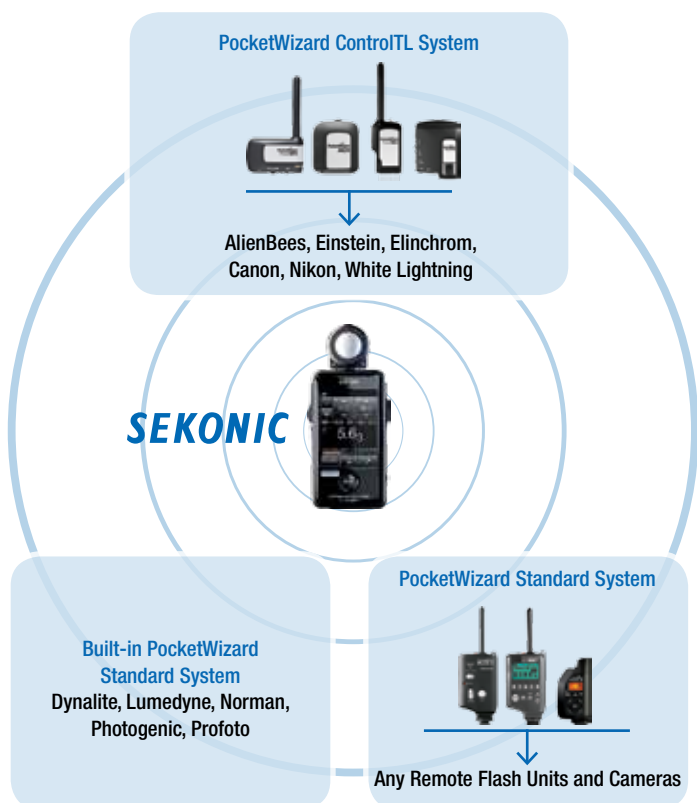 PocketWizard ControlTL System
AlienBees, Einstein, Elinchrom,
Canon, Nikon, White Lightning
SEKONIC
5.6
Built-in PocketWizard
Standard System
Dynalite, Lumedyne, Norman,
Photogenic, Profoto
PocketWizard Standard System
Any Remote Flash Units and Cameras